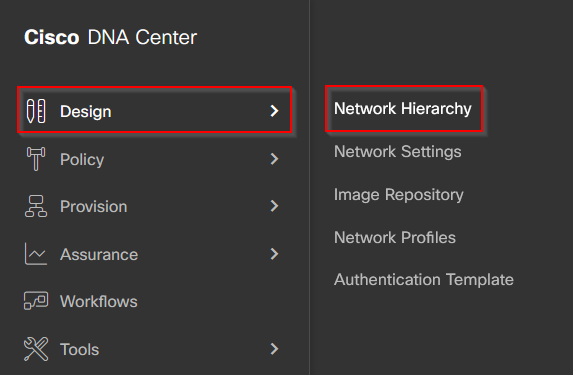 Cisco DNA Center
Design
Policy
Provision
Assurance
Workflows
Tools
Network Hierarchy
Network Settings
Image Repository
Network Profiles
Authentication Template